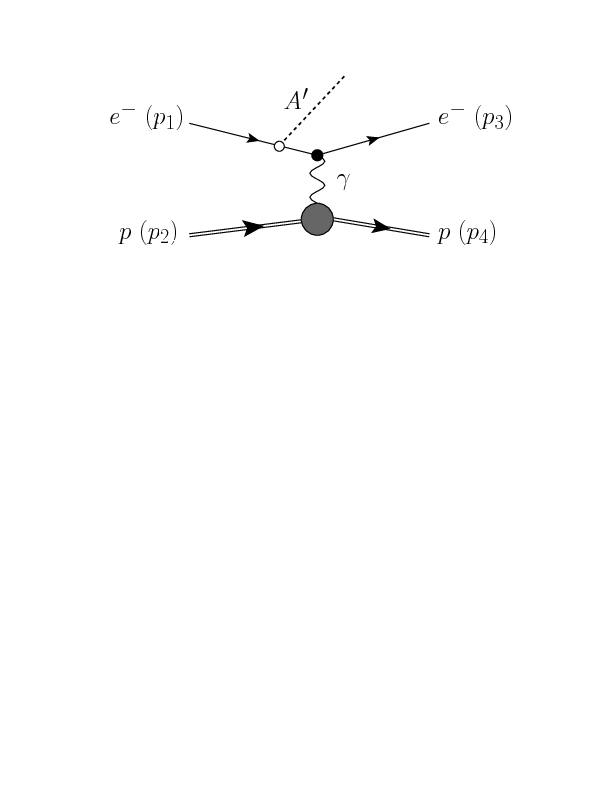 A′
e⁻ (p₁)
e⁻ (p₃)
γ
p (p₂)
p (p₄)